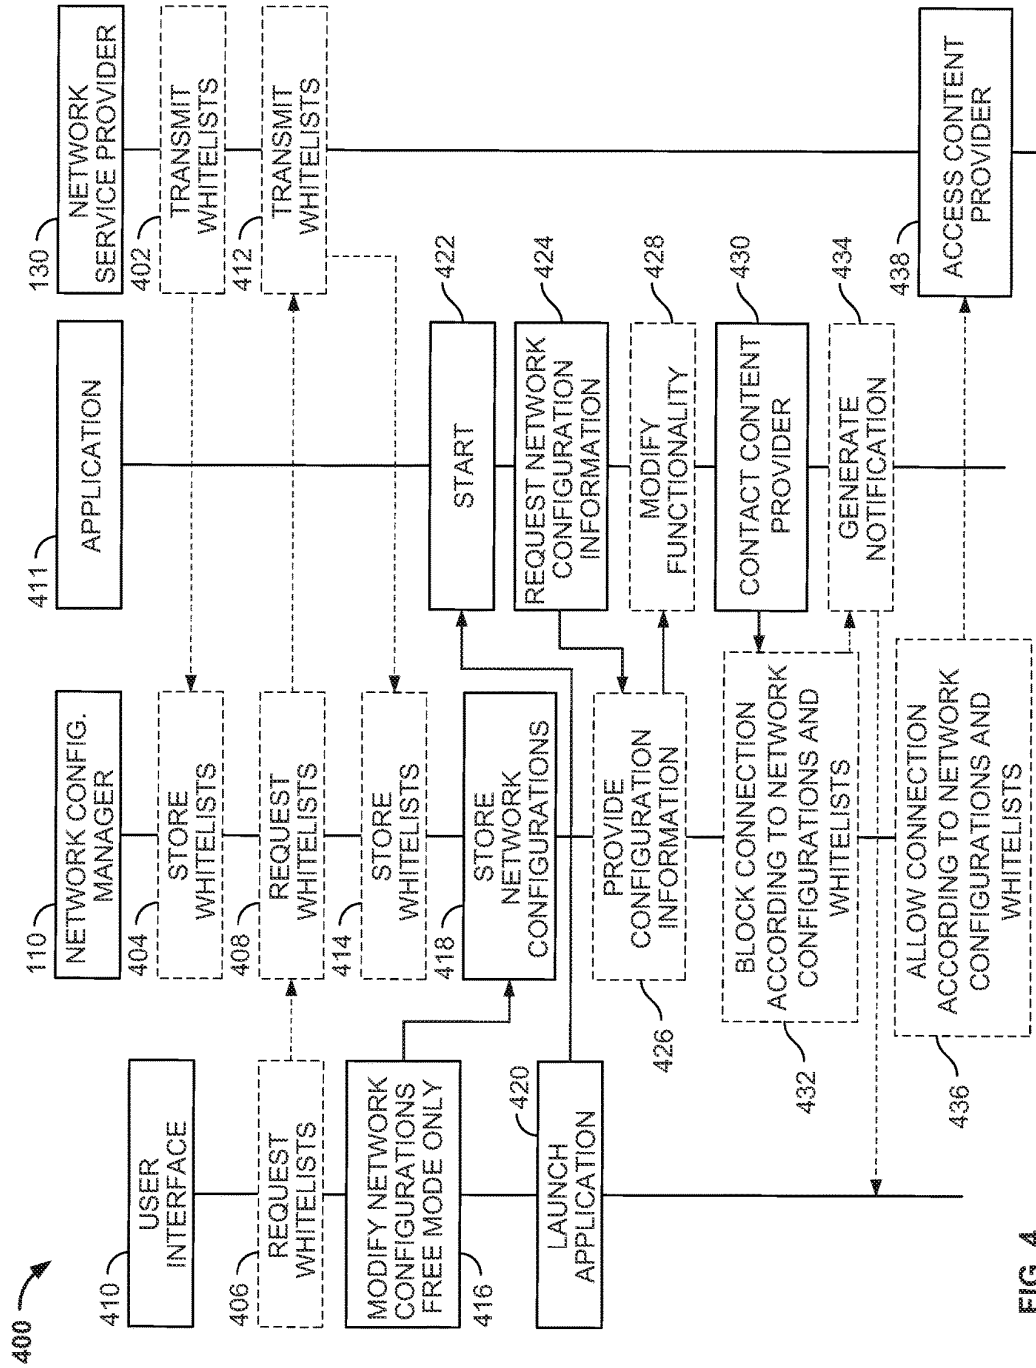 400
410
USER
INTERFACE
406
REQUEST
WHITELISTS
MODIFY NETWORK
CONFIGURATIONS
FREE MODE ONLY
416
420
LAUNCH
APPLICATION
110
NETWORK CONFIG.
MANAGER
404
STORE
WHITELISTS
408
REQUEST
WHITELISTS
414
STORE
WHITELISTS
418
STORE
NETWORK
CONFIGURATIONS
PROVIDE
CONFIGURATION
INFORMATION
426
BLOCK CONNECTION
ACCORDING TO NETWORK
CONFIGURATIONS AND
WHITELISTS
432
ALLOW CONNECTION
ACCORDING TO NETWORK
CONFIGURATIONS AND
WHITELISTS
436
411
APPLICATION
START
422
REQUEST NETWORK
CONFIGURATION
INFORMATION
424
MODIFY
FUNCTIONALITY
428
CONTACT CONTENT
PROVIDER
430
GENERATE
NOTIFICATION
434
130
NETWORK
SERVICE PROVIDER
402
TRANSMIT
WHITELISTS
412
TRANSMIT
WHITELISTS
438
ACCESS CONTENT
PROVIDER
FIG. 4